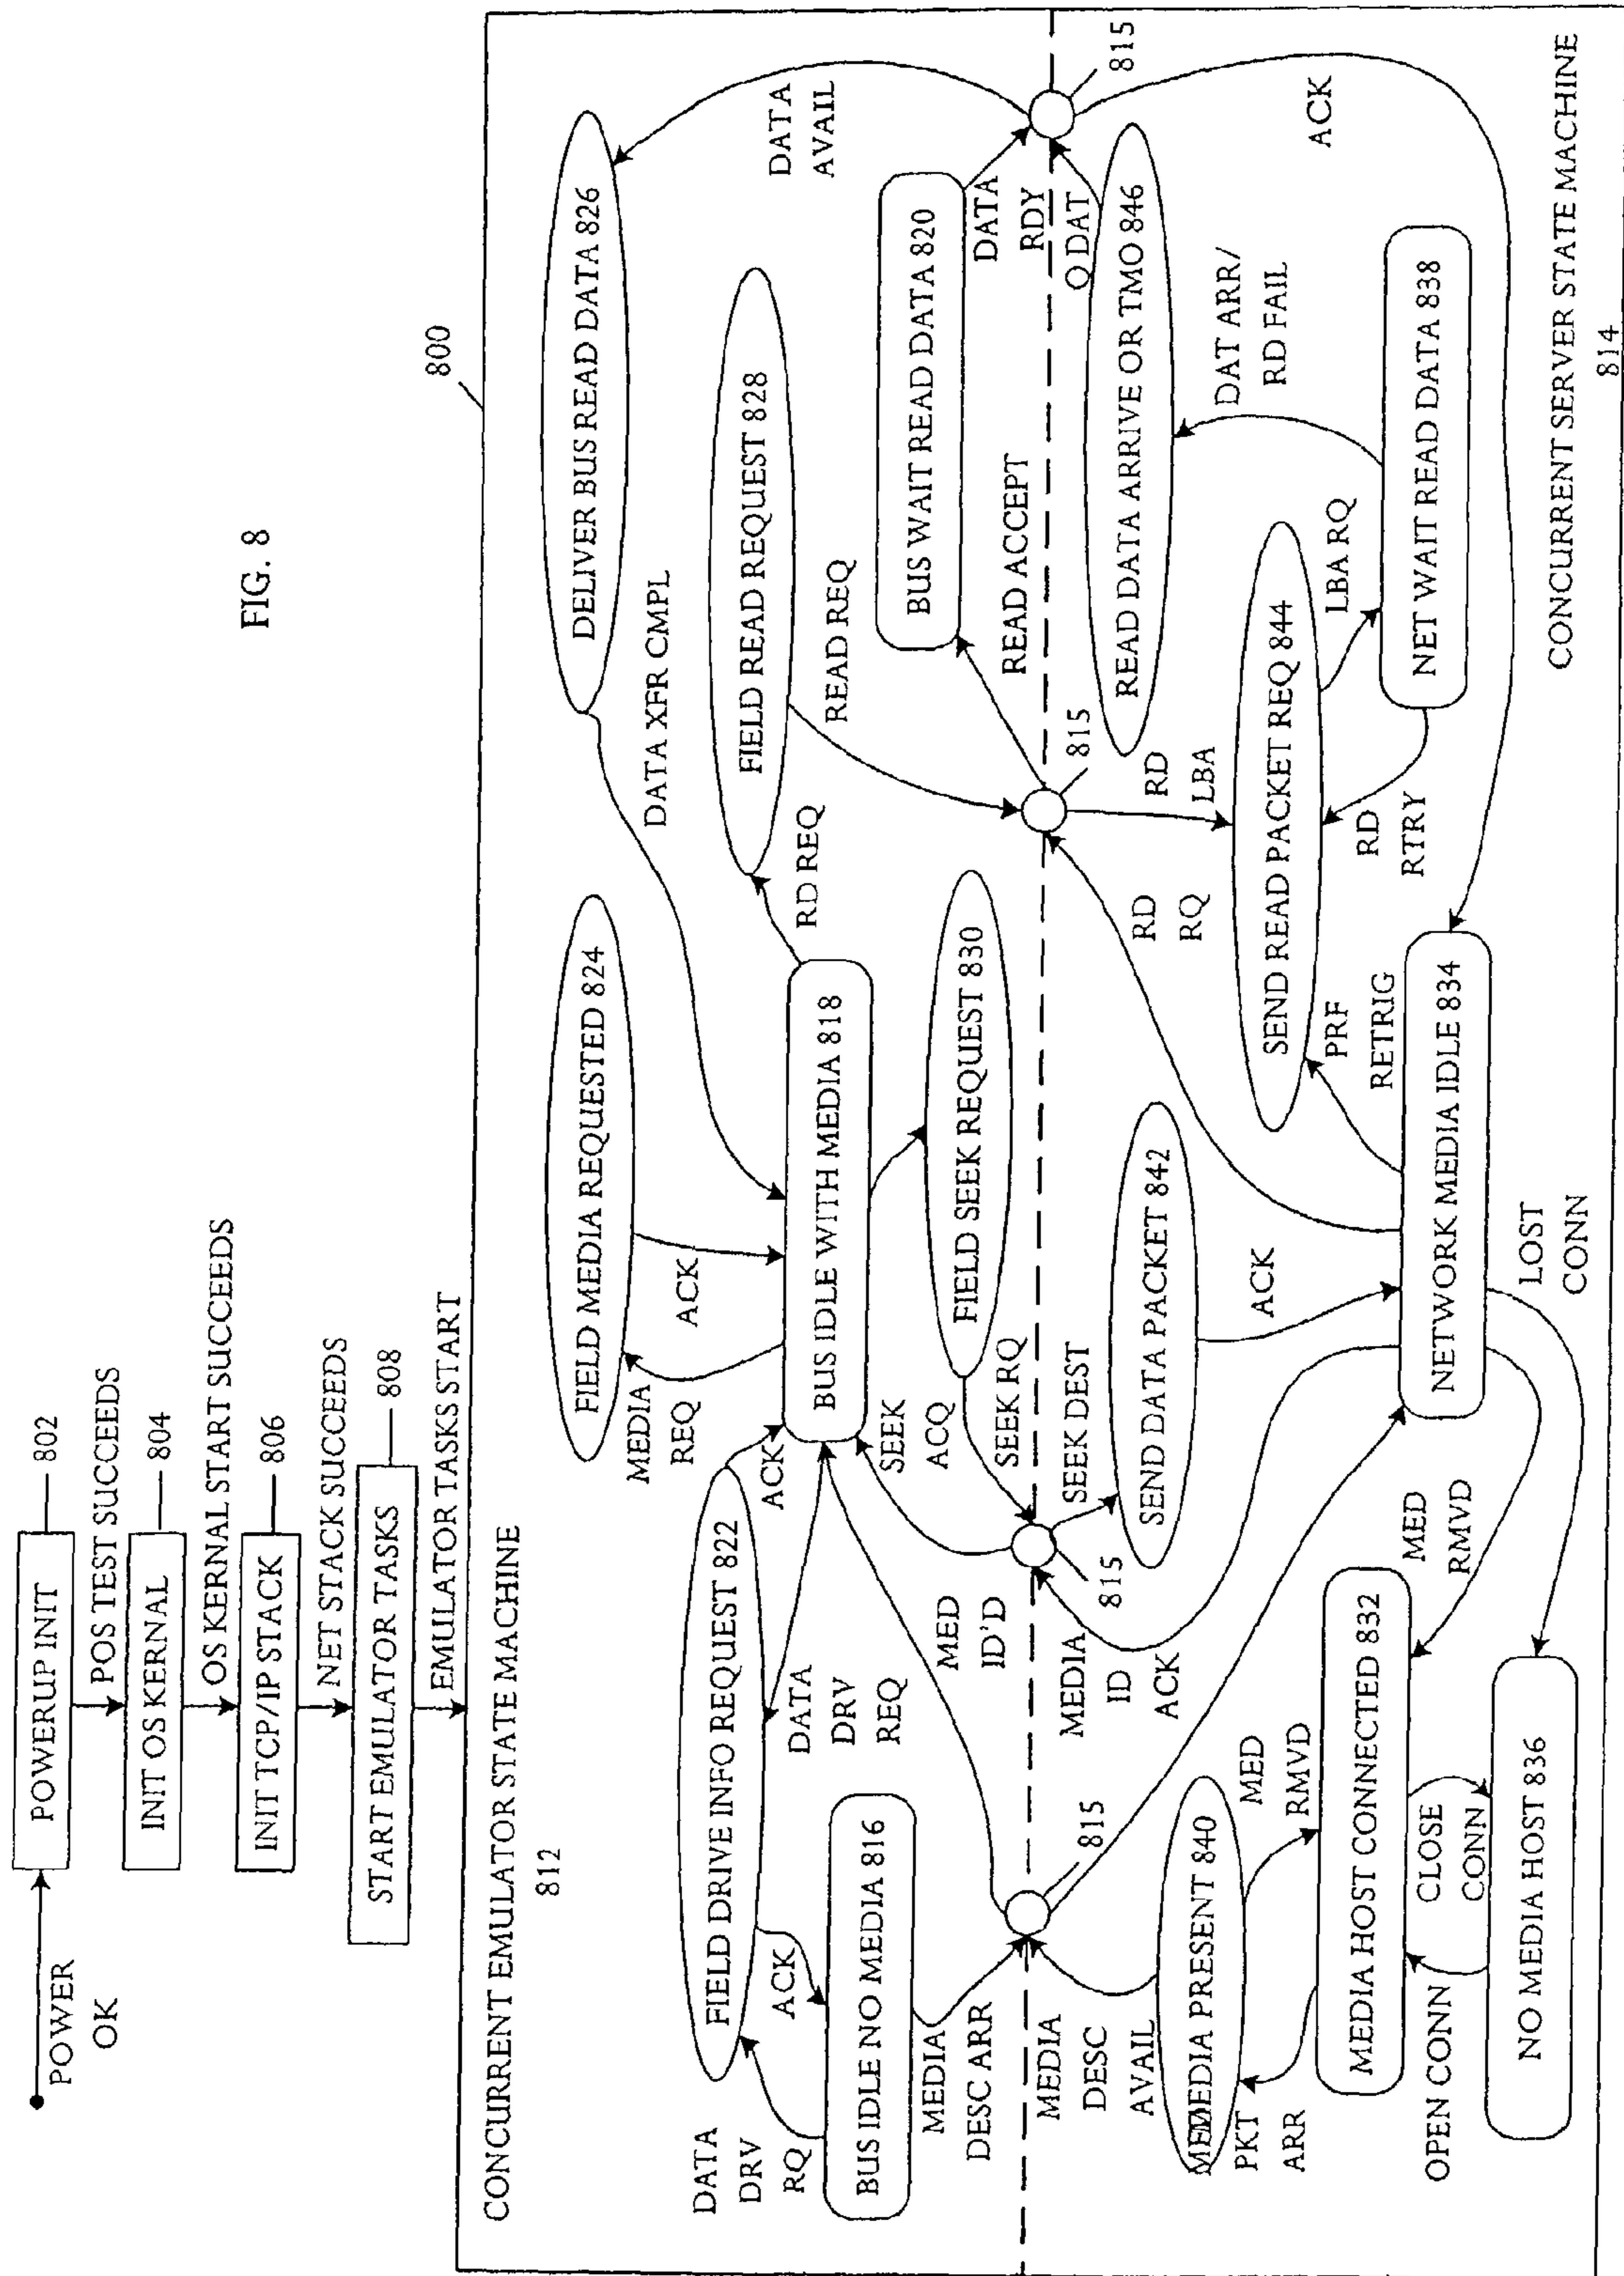 FIG. 8
POWER
OK
POWERUP INIT
802
POS TEST SUCCEEDS
INIT OS KERNAL
804
OS KERNAL START SUCCEEDS
INIT TCP/IP STACK
806
NET STACK SUCCEEDS
START EMULATOR TASKS
808
EMULATOR TASKS START
800
CONCURRENT EMULATOR STATE MACHINE
812
FIELD MEDIA REQUESTED 824
DELIVER BUS READ DATA 826
MEDIA
REQ
ACK
DATA XFR CMPL
DATA
AVAIL
FIELD DRIVE INFO REQUEST 822
FIELD READ REQUEST 828
DATA
DRV
RQ
ACK
ACK
BUS IDLE WITH MEDIA 818
RD REQ
READ REQ
BUS IDLE NO MEDIA 816
DATA
DRV
REQ
SEEK
ACQ
FIELD SEEK REQUEST 830
BUS WAIT READ DATA 820
MEDIA
DESC ARR
MED
ID'D
SEEK RQ
READ ACCEPT
DATA
RDY
815
815
815
815
MEDIA
DESC
AVAIL
MEDIA
ID
ACK
SEEK DEST
RD
RQ
RD
LBA
Q DAT
MEDIA PRESENT 840
SEND DATA PACKET 842
READ DATA ARRIVE OR TMO 846
MED
PKT
ARR
MED
RMVD
ACK
SEND READ PACKET REQ 844
LBA RQ
DAT ARR/
RD FAIL
ACK
MEDIA HOST CONNECTED 832
MED
RMVD
NETWORK MEDIA IDLE 834
PRF
RETRIG
RD
RTRY
NET WAIT READ DATA 838
OPEN CONN
CLOSE
CONN
LOST
CONN
NO MEDIA HOST 836
CONCURRENT SERVER STATE MACHINE
814